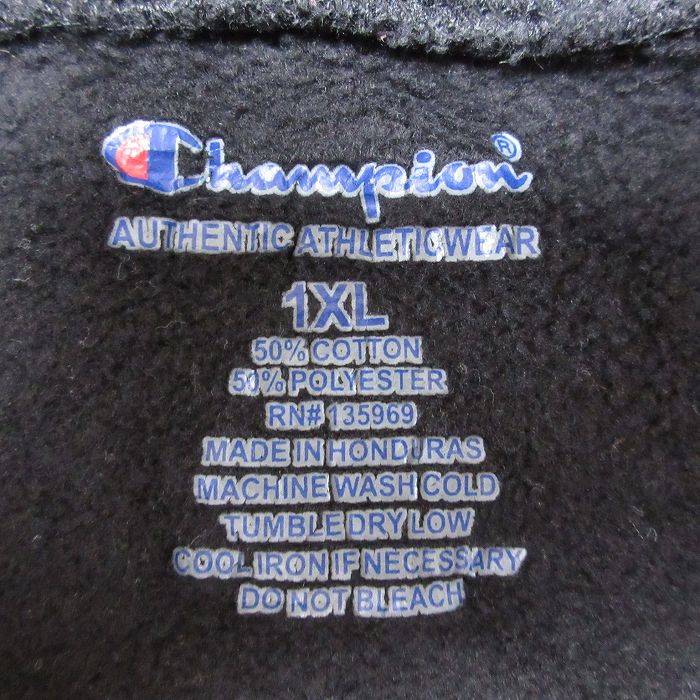 Champion®
AUTHENTIC ATHLETICWEAR
1XL
50% COTTON
50% POLYESTER
RN# 135969
MADE IN HONDURAS
MACHINE WASH COLD
TUMBLE DRY LOW
COOL IRON IF NECESSARY
DO NOT BLEACH